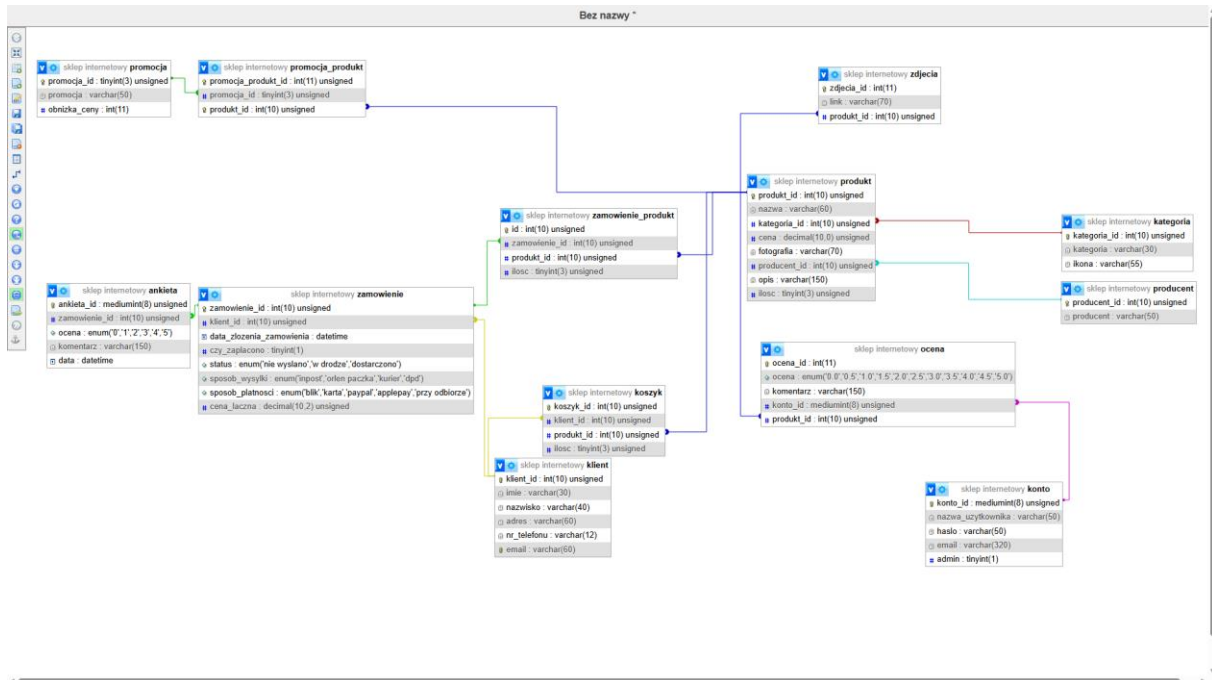 Bez nazwy *
sklep internetowy promocja
promocja_id : tinyint(3) unsigned
promocja : varchar(50)
obnizka_ceny : int(11)
sklep internetowy promocja_produkt
promocja_produkt_id : int(11) unsigned
promocja_id : tinyint(3) unsigned
produkt_id : int(10) unsigned
sklep internetowy zdjecia
zdjecia_id : int(11)
link : varchar(70)
produkt_id : int(10) unsigned
sklep internetowy produkt
produkt_id : int(10) unsigned
nazwa : varchar(60)
kategoria_id : int(10) unsigned
cena : decimal(10,0) unsigned
fotografia : varchar(70)
producent_id : int(10) unsigned
opis : varchar(150)
ilosc : tinyint(3) unsigned
sklep internetowy zamowienie_produkt
id : int(10) unsigned
zamowienie_id : int(10) unsigned
produkt_id : int(10) unsigned
ilosc : tinyint(3) unsigned
sklep internetowy kategoria
kategoria_id : int(10) unsigned
kategoria : varchar(30)
ikona : varchar(55)
sklep internetowy producent
producent_id : int(10) unsigned
producent : varchar(50)
sklep internetowy ankieta
ankieta_id : mediumint(8) unsigned
zamowienie_id : int(10) unsigned
ocena : enum('0','1','2','3','4','5')
komentarz : varchar(150)
data : datetime
sklep internetowy zamowienie
zamowienie_id : int(10) unsigned
klient_id : int(10) unsigned
data_zlozenia_zamowienia : datetime
czy_zaplacono : tinyint(1)
status : enum('nie wyslano','w drodze','dostarczono')
sposob_wysylki : enum('inpost','orlen paczka','kurier','dpd')
sposob_platnosci : enum('blik','karta','paypal','applepay','przy odbiorze')
cena_laczna : decimal(10,2) unsigned
sklep internetowy ocena
ocena_id : int(11)
ocena : enum('0.0','0.5','1.0','1.5','2.0','2.5','3.0','3.5','4.0','4.5','5.0')
komentarz : varchar(150)
konto_id : mediumint(8) unsigned
produkt_id : int(10) unsigned
sklep internetowy koszyk
koszyk_id : int(10) unsigned
klient_id : int(10) unsigned
produkt_id : int(10) unsigned
ilosc : tinyint(3) unsigned
sklep internetowy klient
klient_id : int(10) unsigned
imie : varchar(30)
nazwisko : varchar(40)
adres : varchar(60)
nr_telefonu : varchar(12)
email : varchar(60)
sklep internetowy konto
konto_id : mediumint(8) unsigned
nazwa_uzytkownika : varchar(50)
haslo : varchar(50)
email : varchar(320)
admin : tinyint(1)